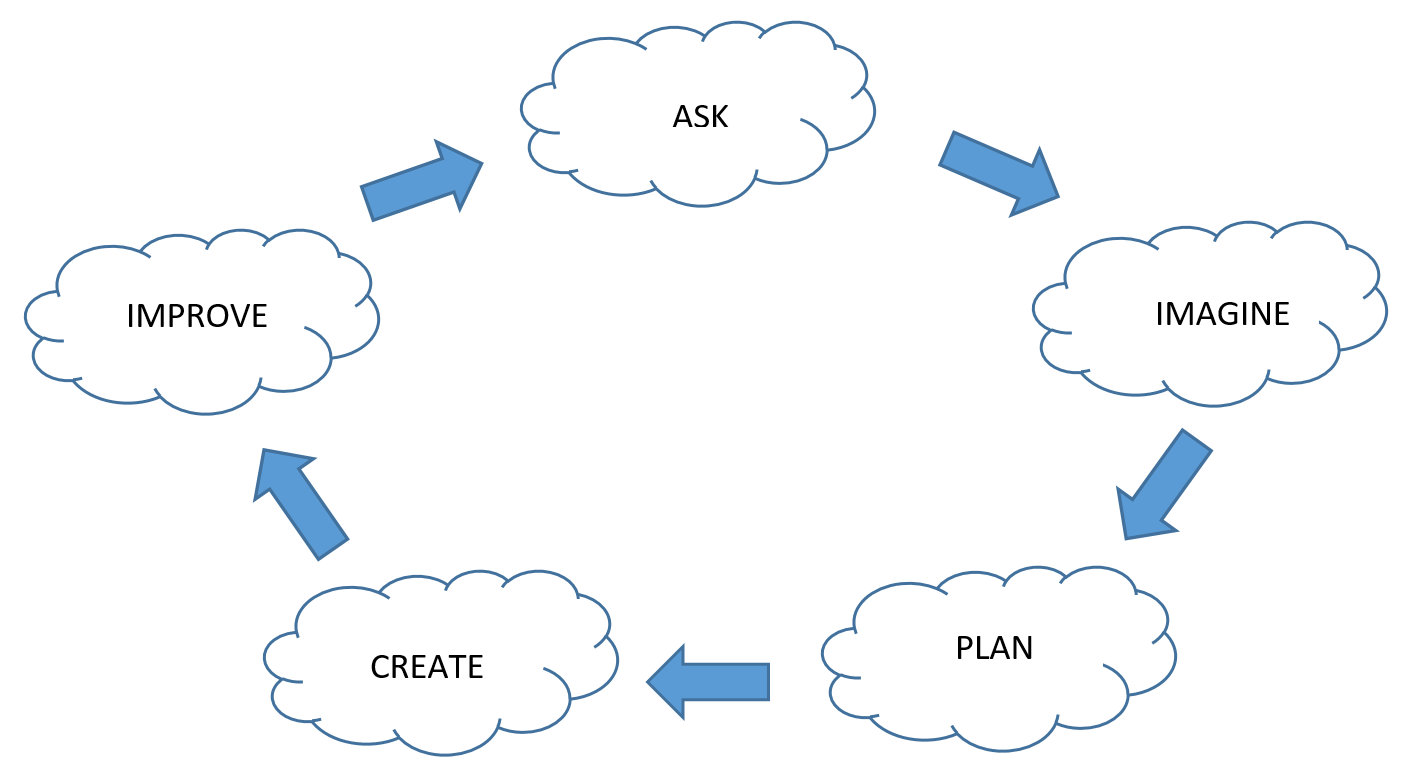 ASK
IMAGINE
PLAN
CREATE
IMPROVE